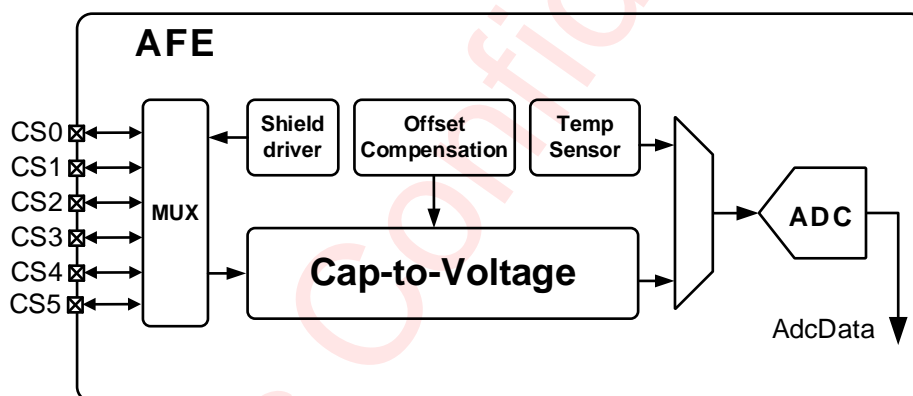 AFE
CS0
CS1
CS2
CS3
CS4
CS5
MUX
Shield
driver
Offset
Compensation
Temp
Sensor
Cap-to-Voltage
ADC
AdcData